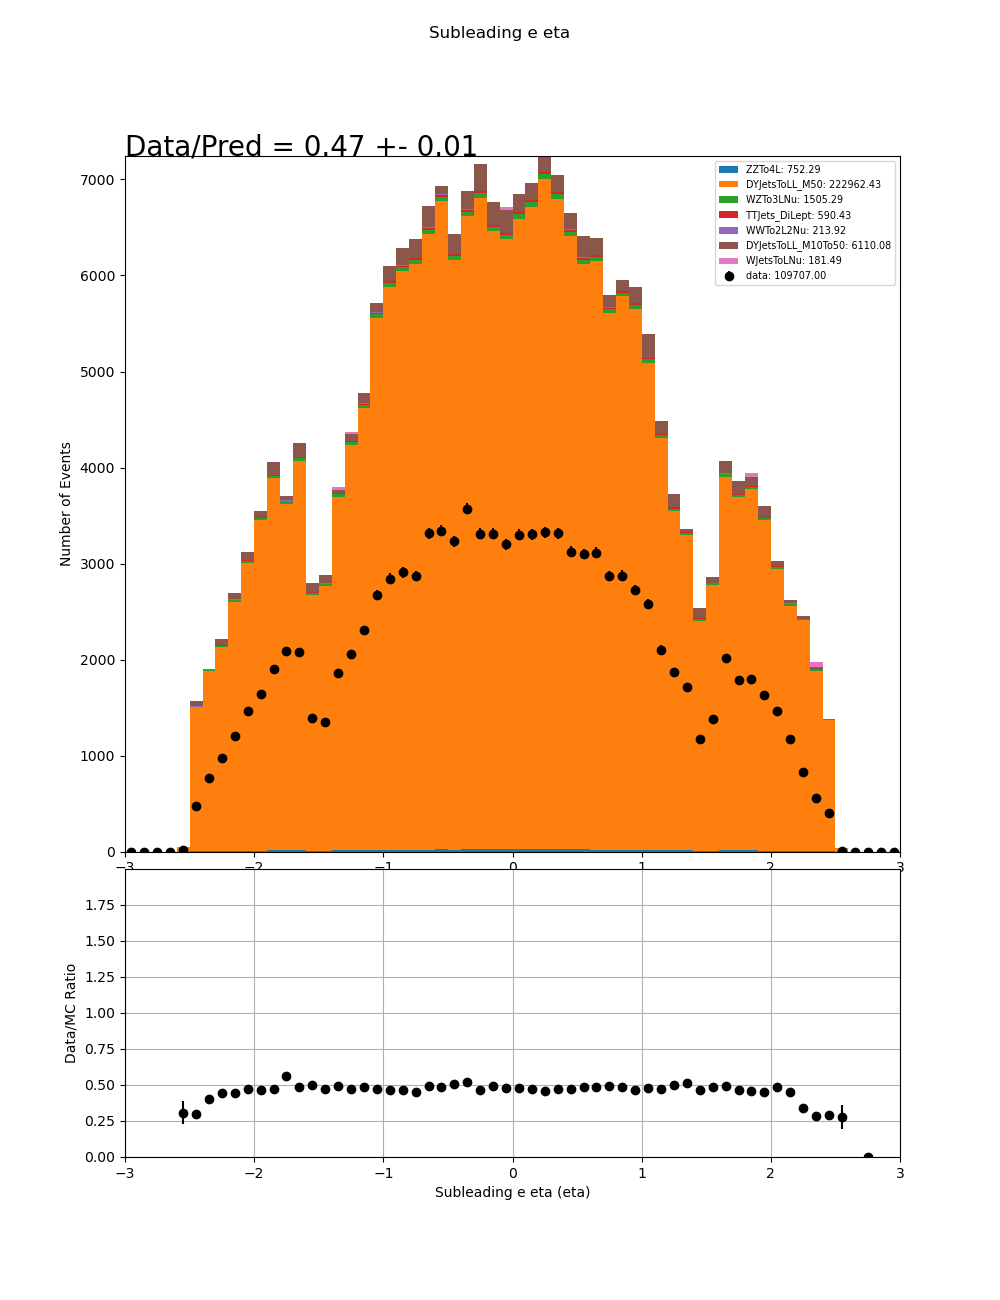 Subleading e eta
Data/Pred = 0.47 +- 0.01
ZZTo4L: 752.29
DYJetsToLL_M50: 222962.43
WZTo3LNu: 1505.29
TTJets_DiLept: 590.43
WWTo2L2Nu: 213.92
DYJetsToLL_M10To50: 6110.08
WJetsToLNu: 181.49
data: 109707.00
Number of Events
7000
6000
5000
4000
3000
2000
1000
0
−3 −2 −1 0 1 2 3
Data/MC Ratio
1.75
1.50
1.25
1.00
0.75
0.50
0.25
0.00
−3 −2 −1 0 1 2 3
Subleading e eta (eta)